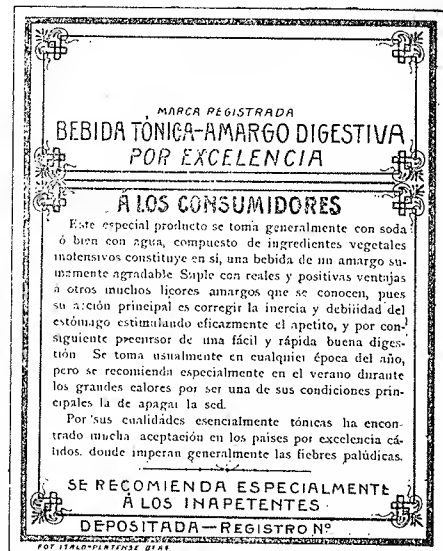 MARCA REGISTRADA
BEBIDA TÓNICA-AMARGO DIGESTIVA
POR EXCELENCIA
Á LOS CONSUMIDORES
Este especial producto se toma generalmente con soda
ó bien con agua, compuesto de ingredientes vegetales
inotensivos constituye en si, una bebida de un amargo su-
mamente agradable Suple con reales y positivas ventajas
á otros muchos licores amargos que se conocen, pues
su acción principal es corregir la inercia y debilidad del
estómago estimulando eficazmente el apetito, y por con-
siguiente precursor de una fácil y rápida buena diges-
tión Se toma usualmente en cualquier época del año,
pero se recomienda especialmente en el verano durante
los grandes calores por ser una de sus condiciones prin-
cipales la de apagar la sed.
Por sus cualidades esencialmente tónicas ha encon-
trado mucha aceptación en los paises por excelencia cá-
lidos, donde imperan generalmente las fiebres palúdicas.
SE RECOMIENDA ESPECIALMENTE
Á LOS INAPETENTES
DEPOSITADA—REGISTRO Nº
FOT ITALO-PLATENSE